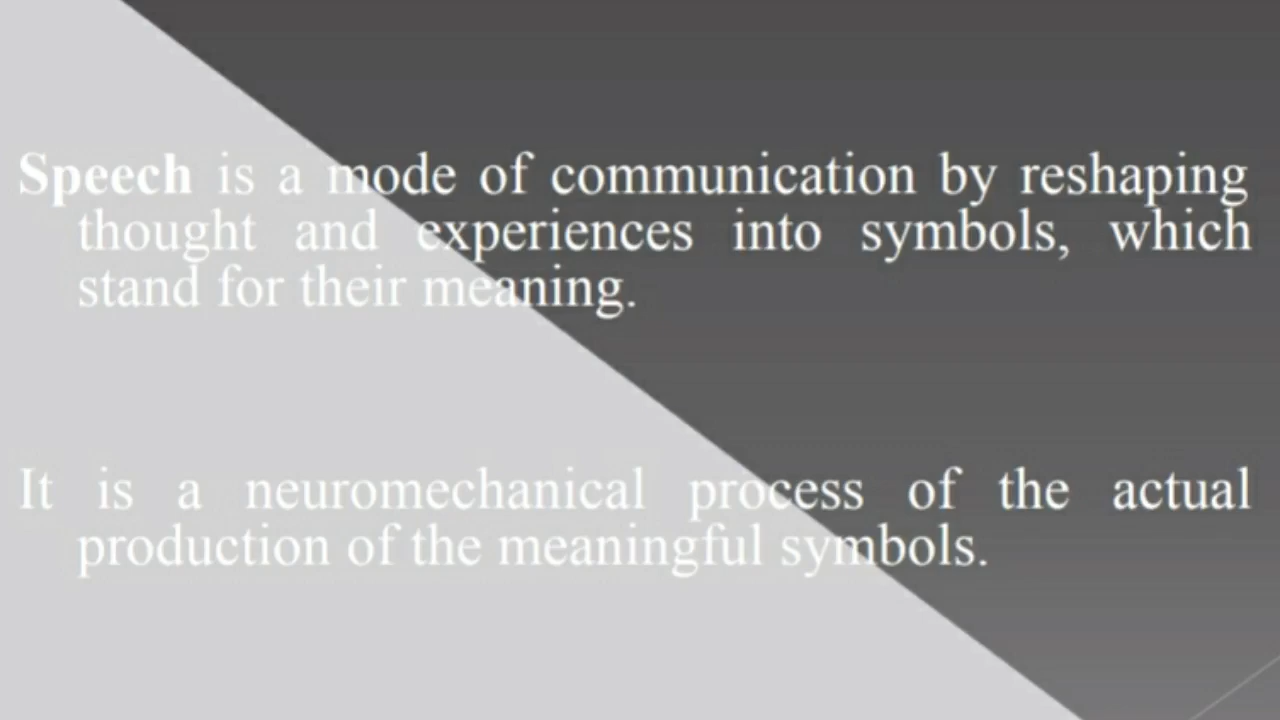 Speech is a mode of communication by reshaping
thought and experiences into symbols, which
stand for their meaning.
It is a neuromechanical process of the actual
production of the meaningful symbols.